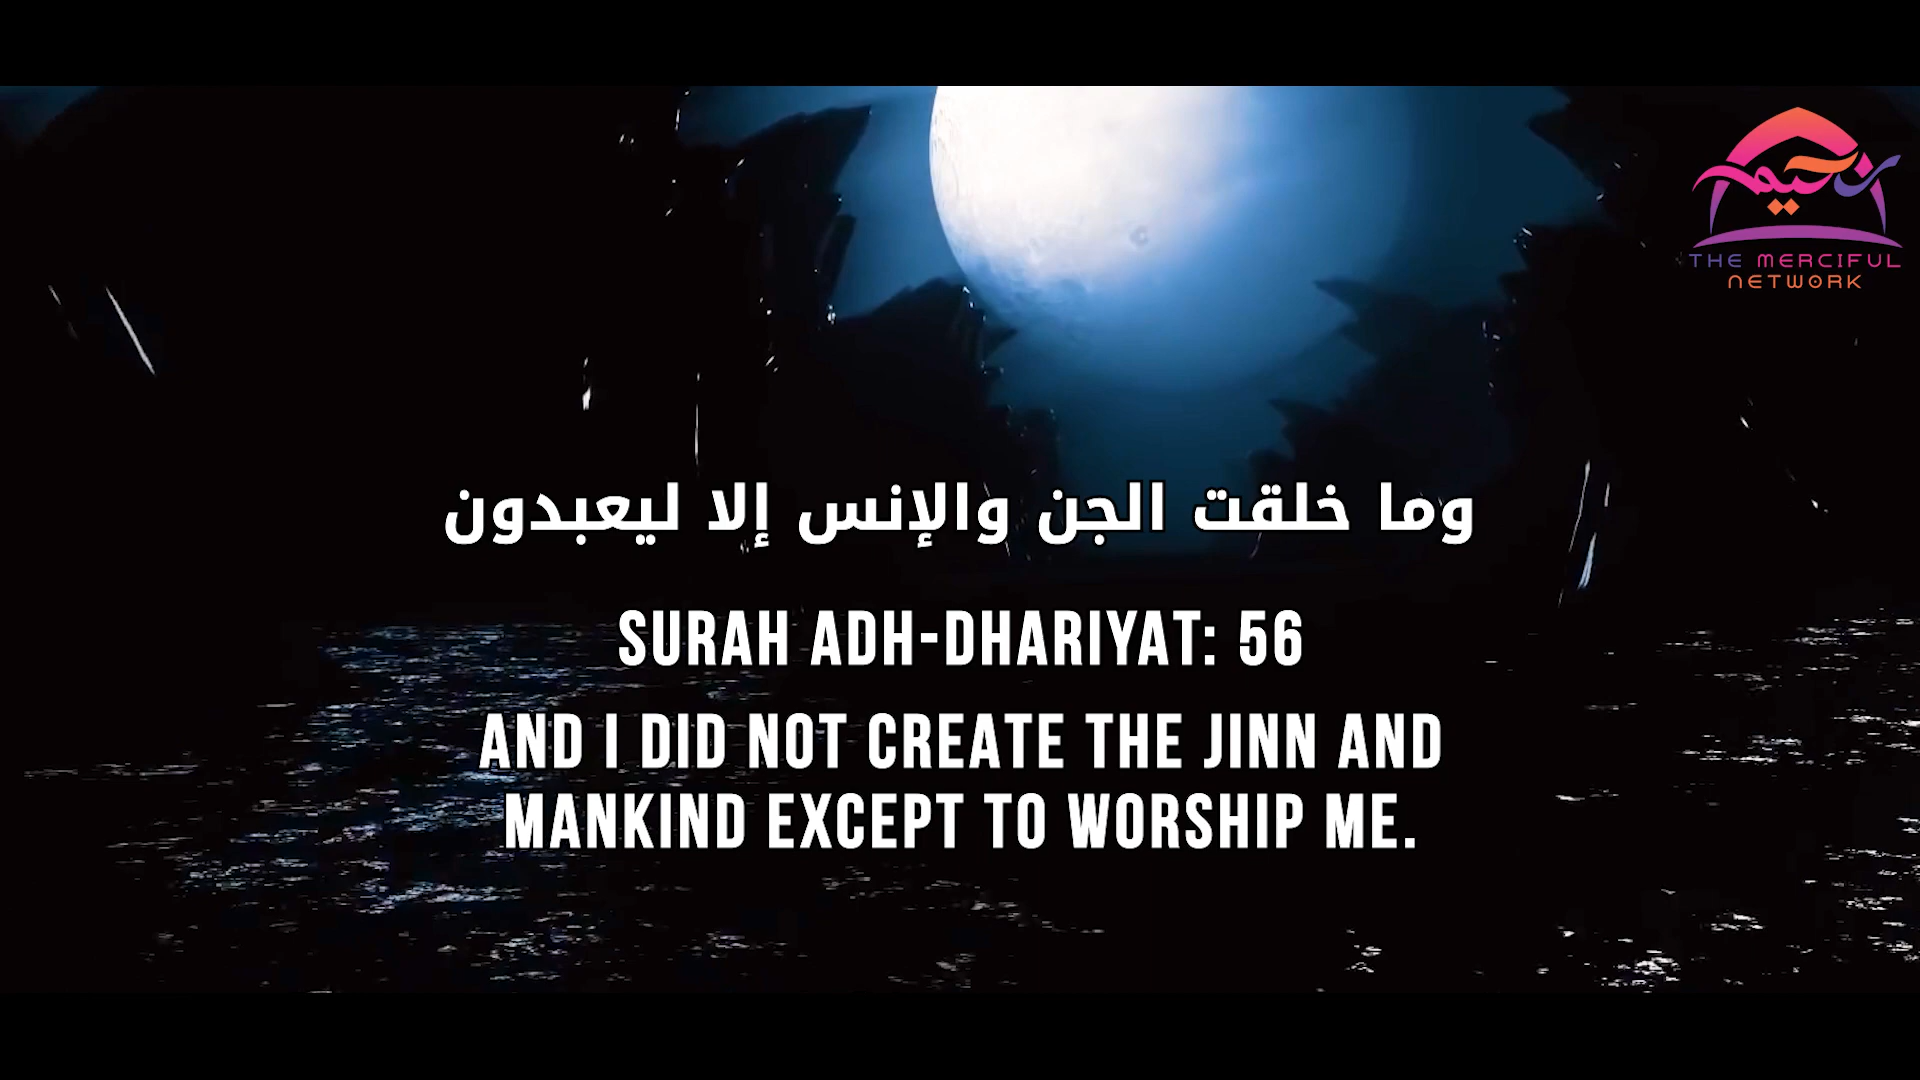 THE MERCIFUL
NETWORK
وما خلقت الجن والإنس إلا ليعبدون
SURAH ADH-DHARIYAT: 56
AND I DID NOT CREATE THE JINN AND
MANKIND EXCEPT TO WORSHIP ME.